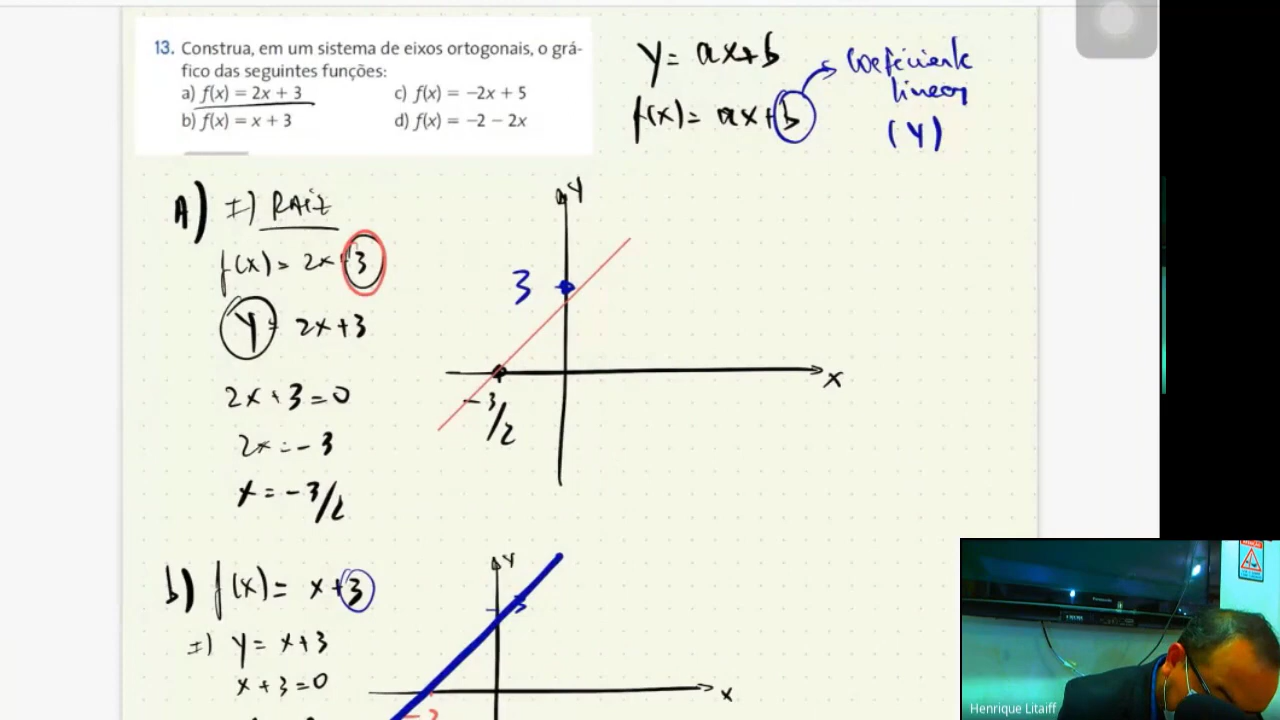 13. Construa, em um sistema de eixos ortogonais, o grá-
fico das seguintes funções:
a) f(x) = 2x + 3
c) f(x) = −2x + 5
b) f(x) = x + 3
d) f(x) = −2 − 2x
y = ax+b
f(x) = ax+b
Coeficiente
linear
(y)
A) I) RAIZ
f(x) = 2x+3
y = 2x+3
2x+3=0
2x=-3
x=-3/2
y
3
x
-3/2
b) f(x) = x+3
I) y = x+3
x+3=0
y
3
x
Henrique Litaiff